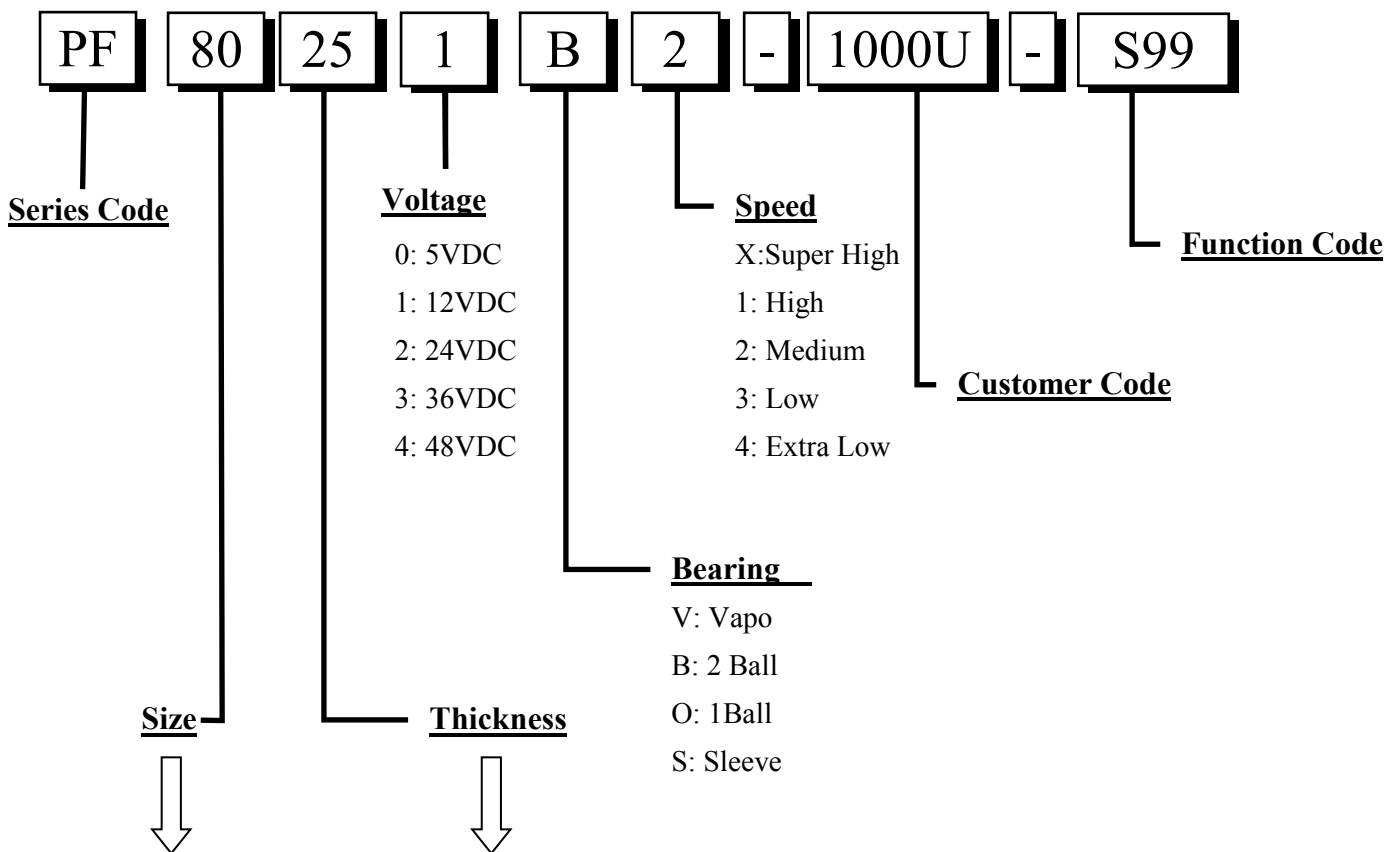 PF 80 25 1 B 2 - 1000U - S99
Series Code
Voltage
0: 5VDC
1: 12VDC
2: 24VDC
3: 36VDC
4: 48VDC
Speed
X:Super High
1: High
2: Medium
3: Low
4: Extra Low
Function Code
Customer Code
Bearing
V: Vapo
B: 2 Ball
O: 1Ball
S: Sleeve
Size
Thickness